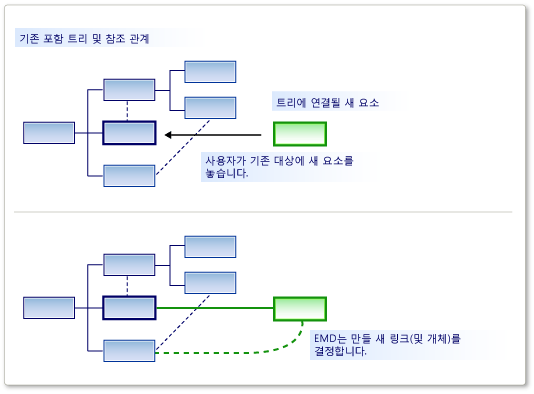 기존 포함 트리 및 참조 관계
트리에 연결될 새 요소
사용자가 기존 대상에 새 요소를
놓습니다.
EMD는 만들 새 링크(및 개체)를
결정합니다.